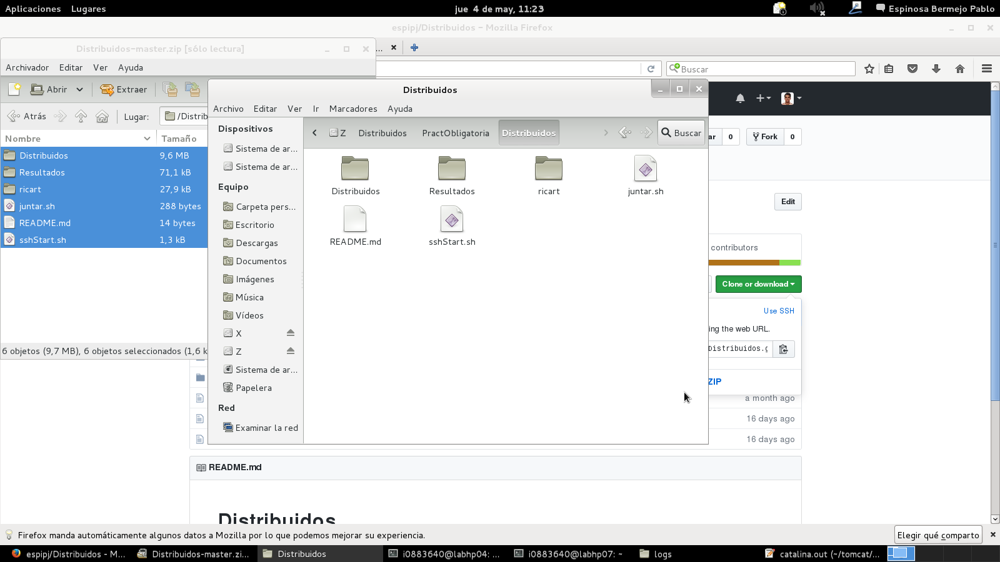 Aplicaciones Lugares
jue 4 de may, 11:23
Espinosa Bermejo Pablo
espipj/Distribuidos – Mozilla Firefox
Distribuidos-master.zip [sólo lectura]
Archivador Editar Ver Ayuda
Buscar
Abrir Extraer
Atrás Lugar: /Distrib
Nombre Tamaño
Distribuidos 9,6 MB
Resultados 71,1 kB
ricart 27,9 kB
juntar.sh 288 bytes
README.md 14 bytes
sshStart.sh 1,3 kB
6 objetos (9,7 MB), 6 objetos seleccionados (1,6 k
Distribuidos
Archivo Editar Ver Ir Marcadores Ayuda
Z Distribuidos PractObligatoria Distribuidos Buscar
Dispositivos
Sistema de ar...
Sistema de ar...
Equipo
Carpeta pers...
Escritorio
Descargas
Documentos
Imágenes
Música
Vídeos
X
Z
Sistema de ar...
Papelera
Red
Examinar la red
Distribuidos Resultados ricart juntar.sh
README.md sshStart.sh
ar 0 Fork 0
Edit
contributors
Clone or download
Use SSH
ing the web URL.
Distribuidos.g
ZIP
a month ago
16 days ago
16 days ago
README.md
Distribuidos
Firefox manda automáticamente algunos datos a Mozilla por lo que podemos mejorar su experiencia.
Elegir qué comparto
espipj/Distribuidos - M... Distribuidos-master.zi... Distribuidos i0883640@labhp04: ... i0883640@labhp07: ~ logs catalina.out (~/tomcat/...